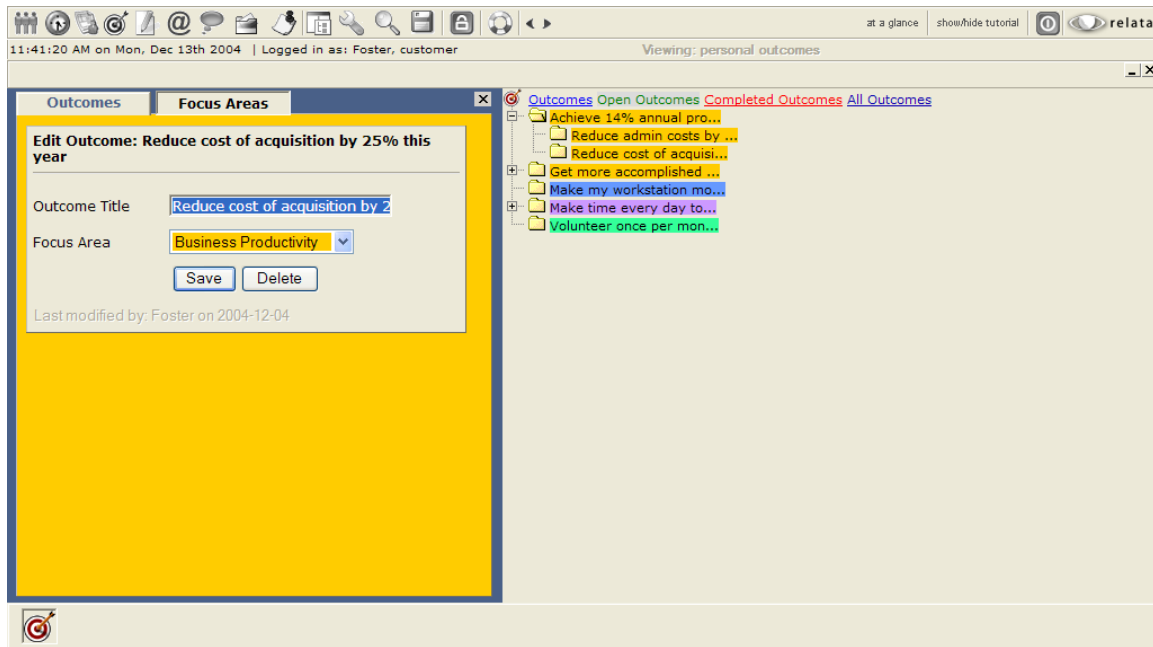 at a glance show/hide tutorial relata
11:41:20 AM on Mon, Dec 13th 2004 | Logged in as: Foster, customer Viewing: personal outcomes
Outcomes Focus Areas
Edit Outcome: Reduce cost of acquisition by 25% this
year
Outcome Title Reduce cost of acquisition by 2
Focus Area Business Productivity
Save Delete
Last modified by: Foster on 2004-12-04
Outcomes Open Outcomes Completed Outcomes All Outcomes
Achieve 14% annual pro...
Reduce admin costs by ...
Reduce cost of acquisi...
Get more accomplished ...
Make my workstation mo...
Make time every day to...
Volunteer once per mon...